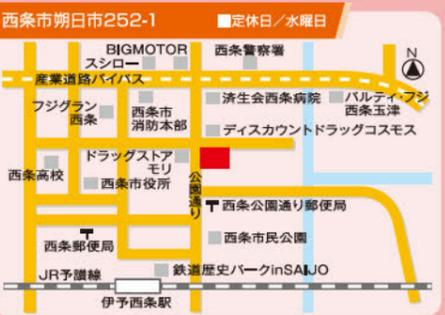 西条市朔日市252-1
■定休日／水曜日
BIGMOTOR
スシロー
西条警察署
N
産業道路バイパス
フジグラン
西条
西条市
消防本部
済生会西条病院
パルティ・フジ
西条玉津
ディスカウントドラッグコスモス
ドラッグストア
モリ
西条高校
西条市役所
公園通り
西条公園通り郵便局
西条郵便局
西条市民公園
JR予讃線
鉄道歴史パークinSAIJO
伊予西条駅